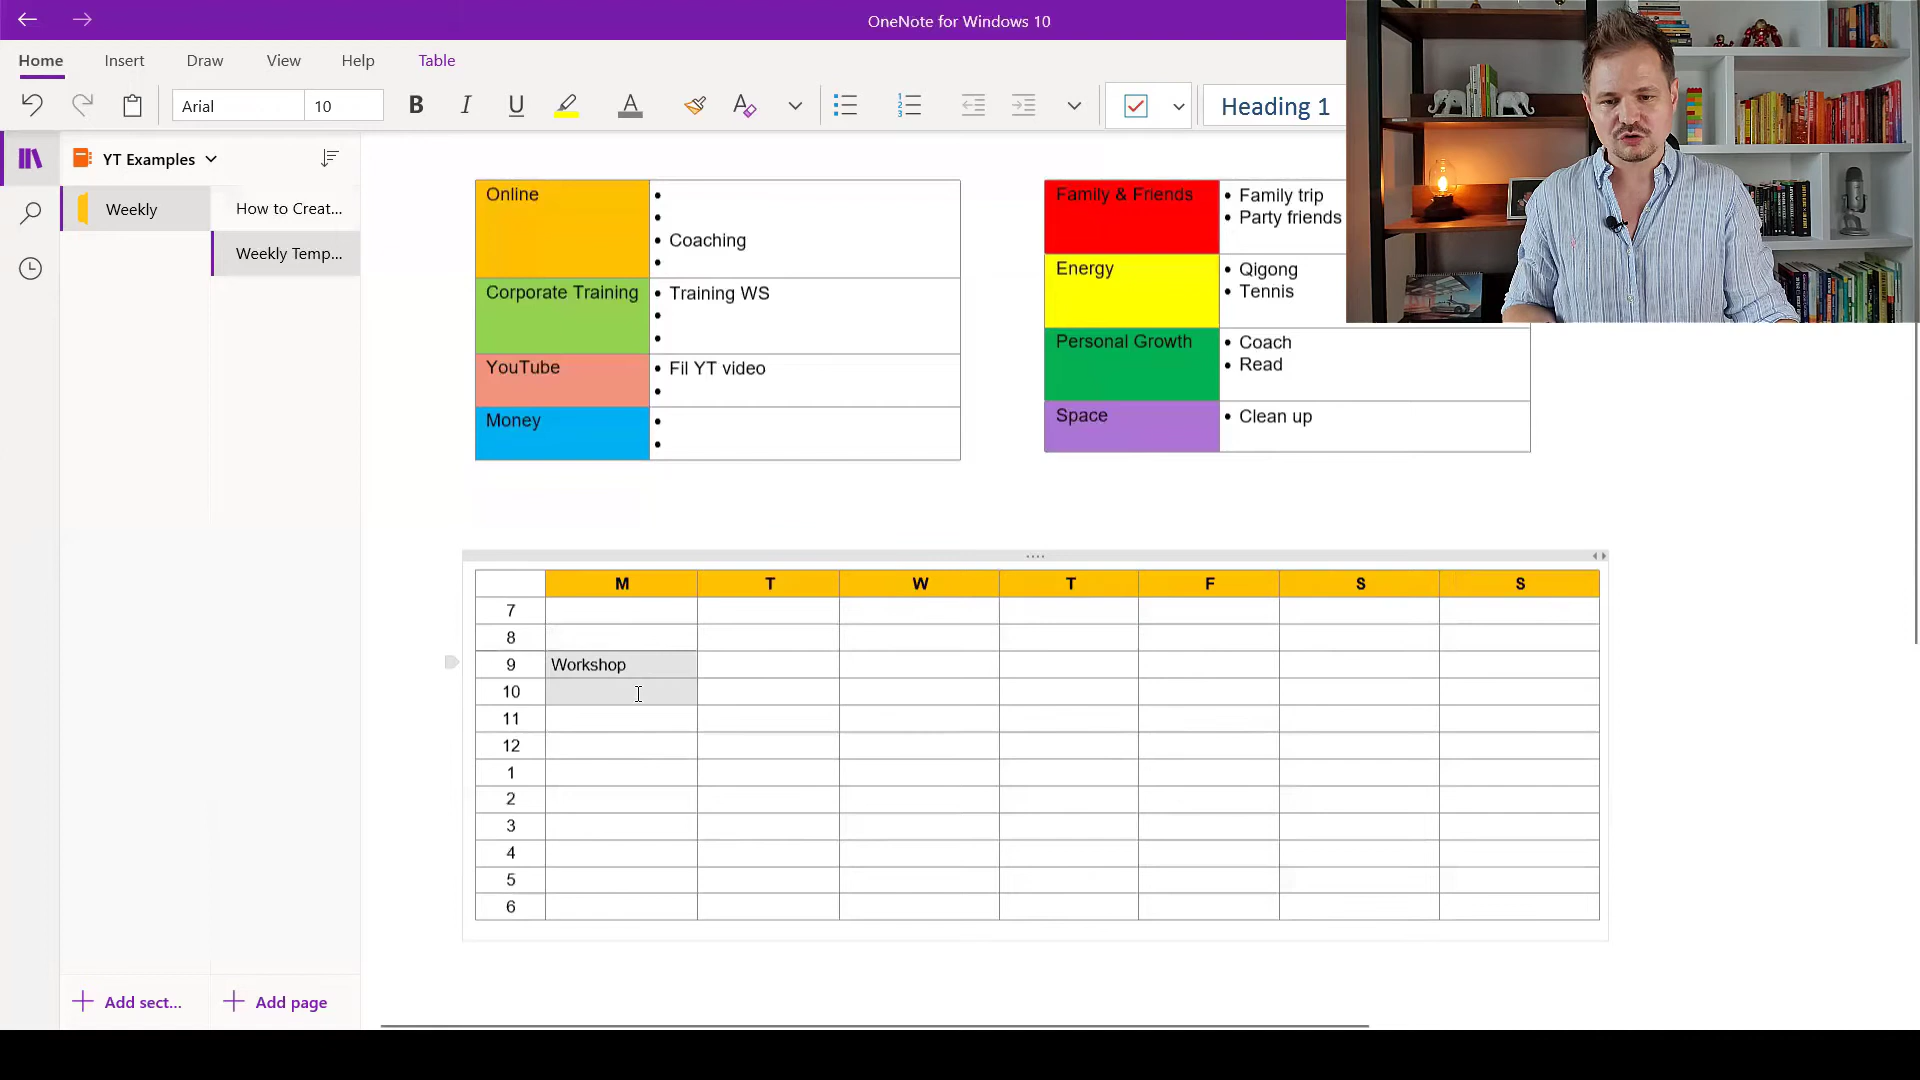 OneNote for Windows 10
Home Insert Draw View Help Table
Arial 10 B I U A A Heading 1
YT Examples
Weekly
How to Creat...
Weekly Temp...
Online
Coaching
Corporate Training
Training WS
YouTube
Fil YT video
Money
Family & Friends
Family trip
Party friends
Energy
Qigong
Tennis
Personal Growth
Coach
Read
Space
Clean up
M T W T F S S
7
8
9 Workshop
10
11
12
1
2
3
4
5
6
Add sect...
Add page